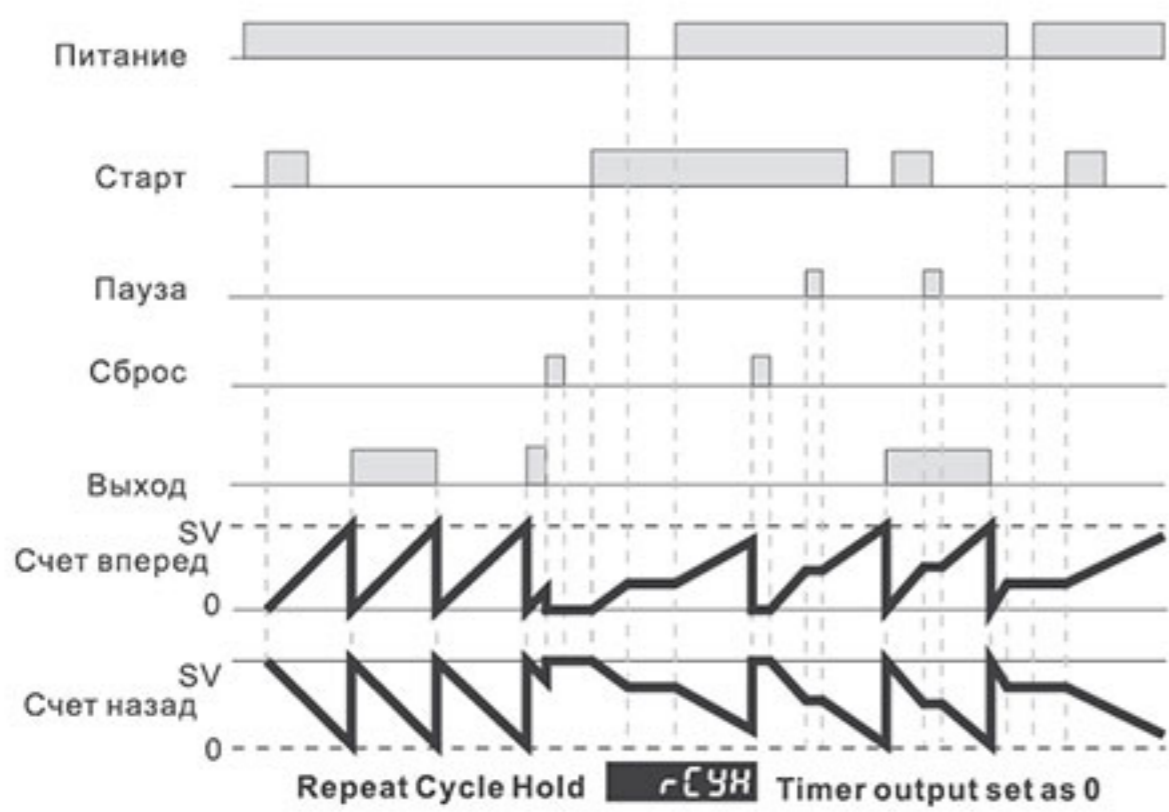 Питание
Старт
Пауза
Сброс
Выход
SV
Счет вперед
0
SV
Счет назад
0
Repeat Cycle Hold rCYH Timer output set as 0